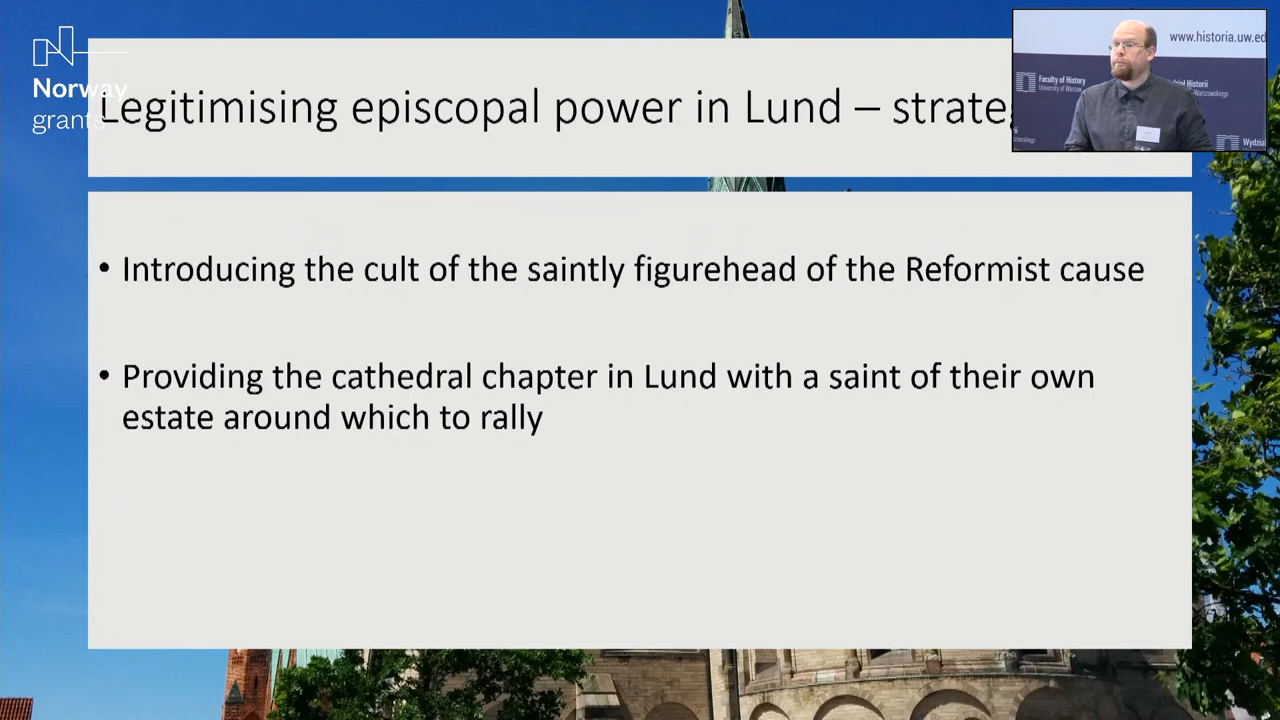 Norway
grants
Legitimising episcopal power in Lund – strateg
www.historia.uw.ed
Faculty of History
University of Warsaw
Wydział
• Introducing the cult of the saintly figurehead of the Reformist cause
• Providing the cathedral chapter in Lund with a saint of their own
estate around which to rally